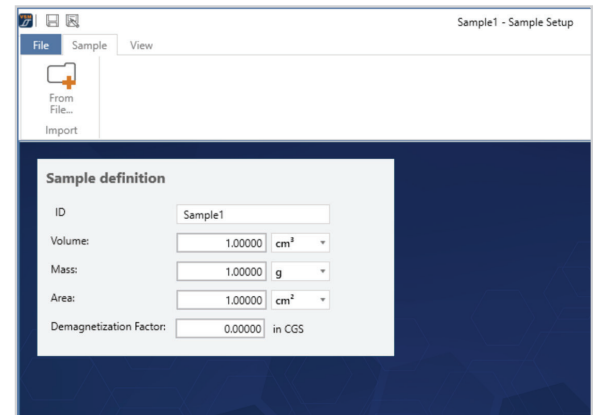 Sample1 - Sample Setup
File Sample View
From
File...
Import
Sample definition
ID Sample1
Volume: 1.00000 cm³
Mass: 1.00000 g
Area: 1.00000 cm²
Demagnetization Factor: 0.00000 in CGS